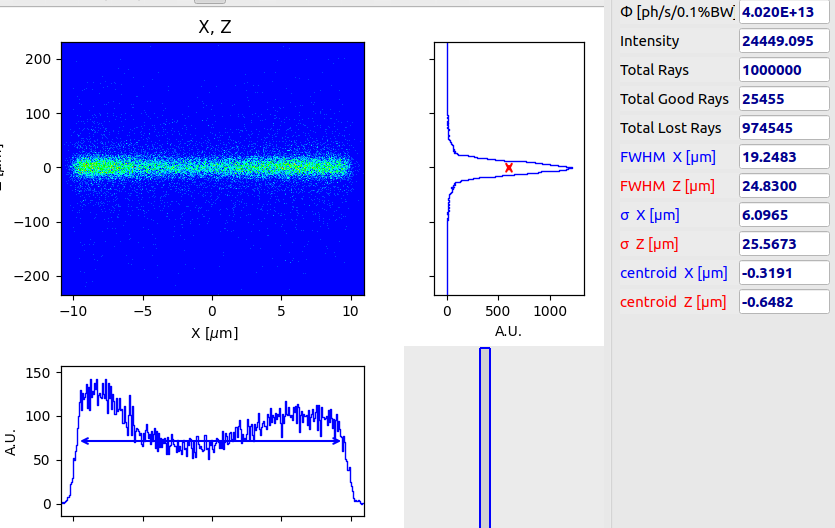 X, Z
200
100
0
−100
−200
−10
−5
0
5
10
X [μm]
0
500
1000
A.U.
150
100
50
0
A.U.
Φ [ph/s/0.1%BW] 4.020E+13
Intensity 24449.095
Total Rays 1000000
Total Good Rays 25455
Total Lost Rays 974545
FWHM X [μm] 19.2483
FWHM Z [μm] 24.8300
σ X [μm] 6.0965
σ Z [μm] 25.5673
centroid X [μm] -0.3191
centroid Z [μm] -0.6482